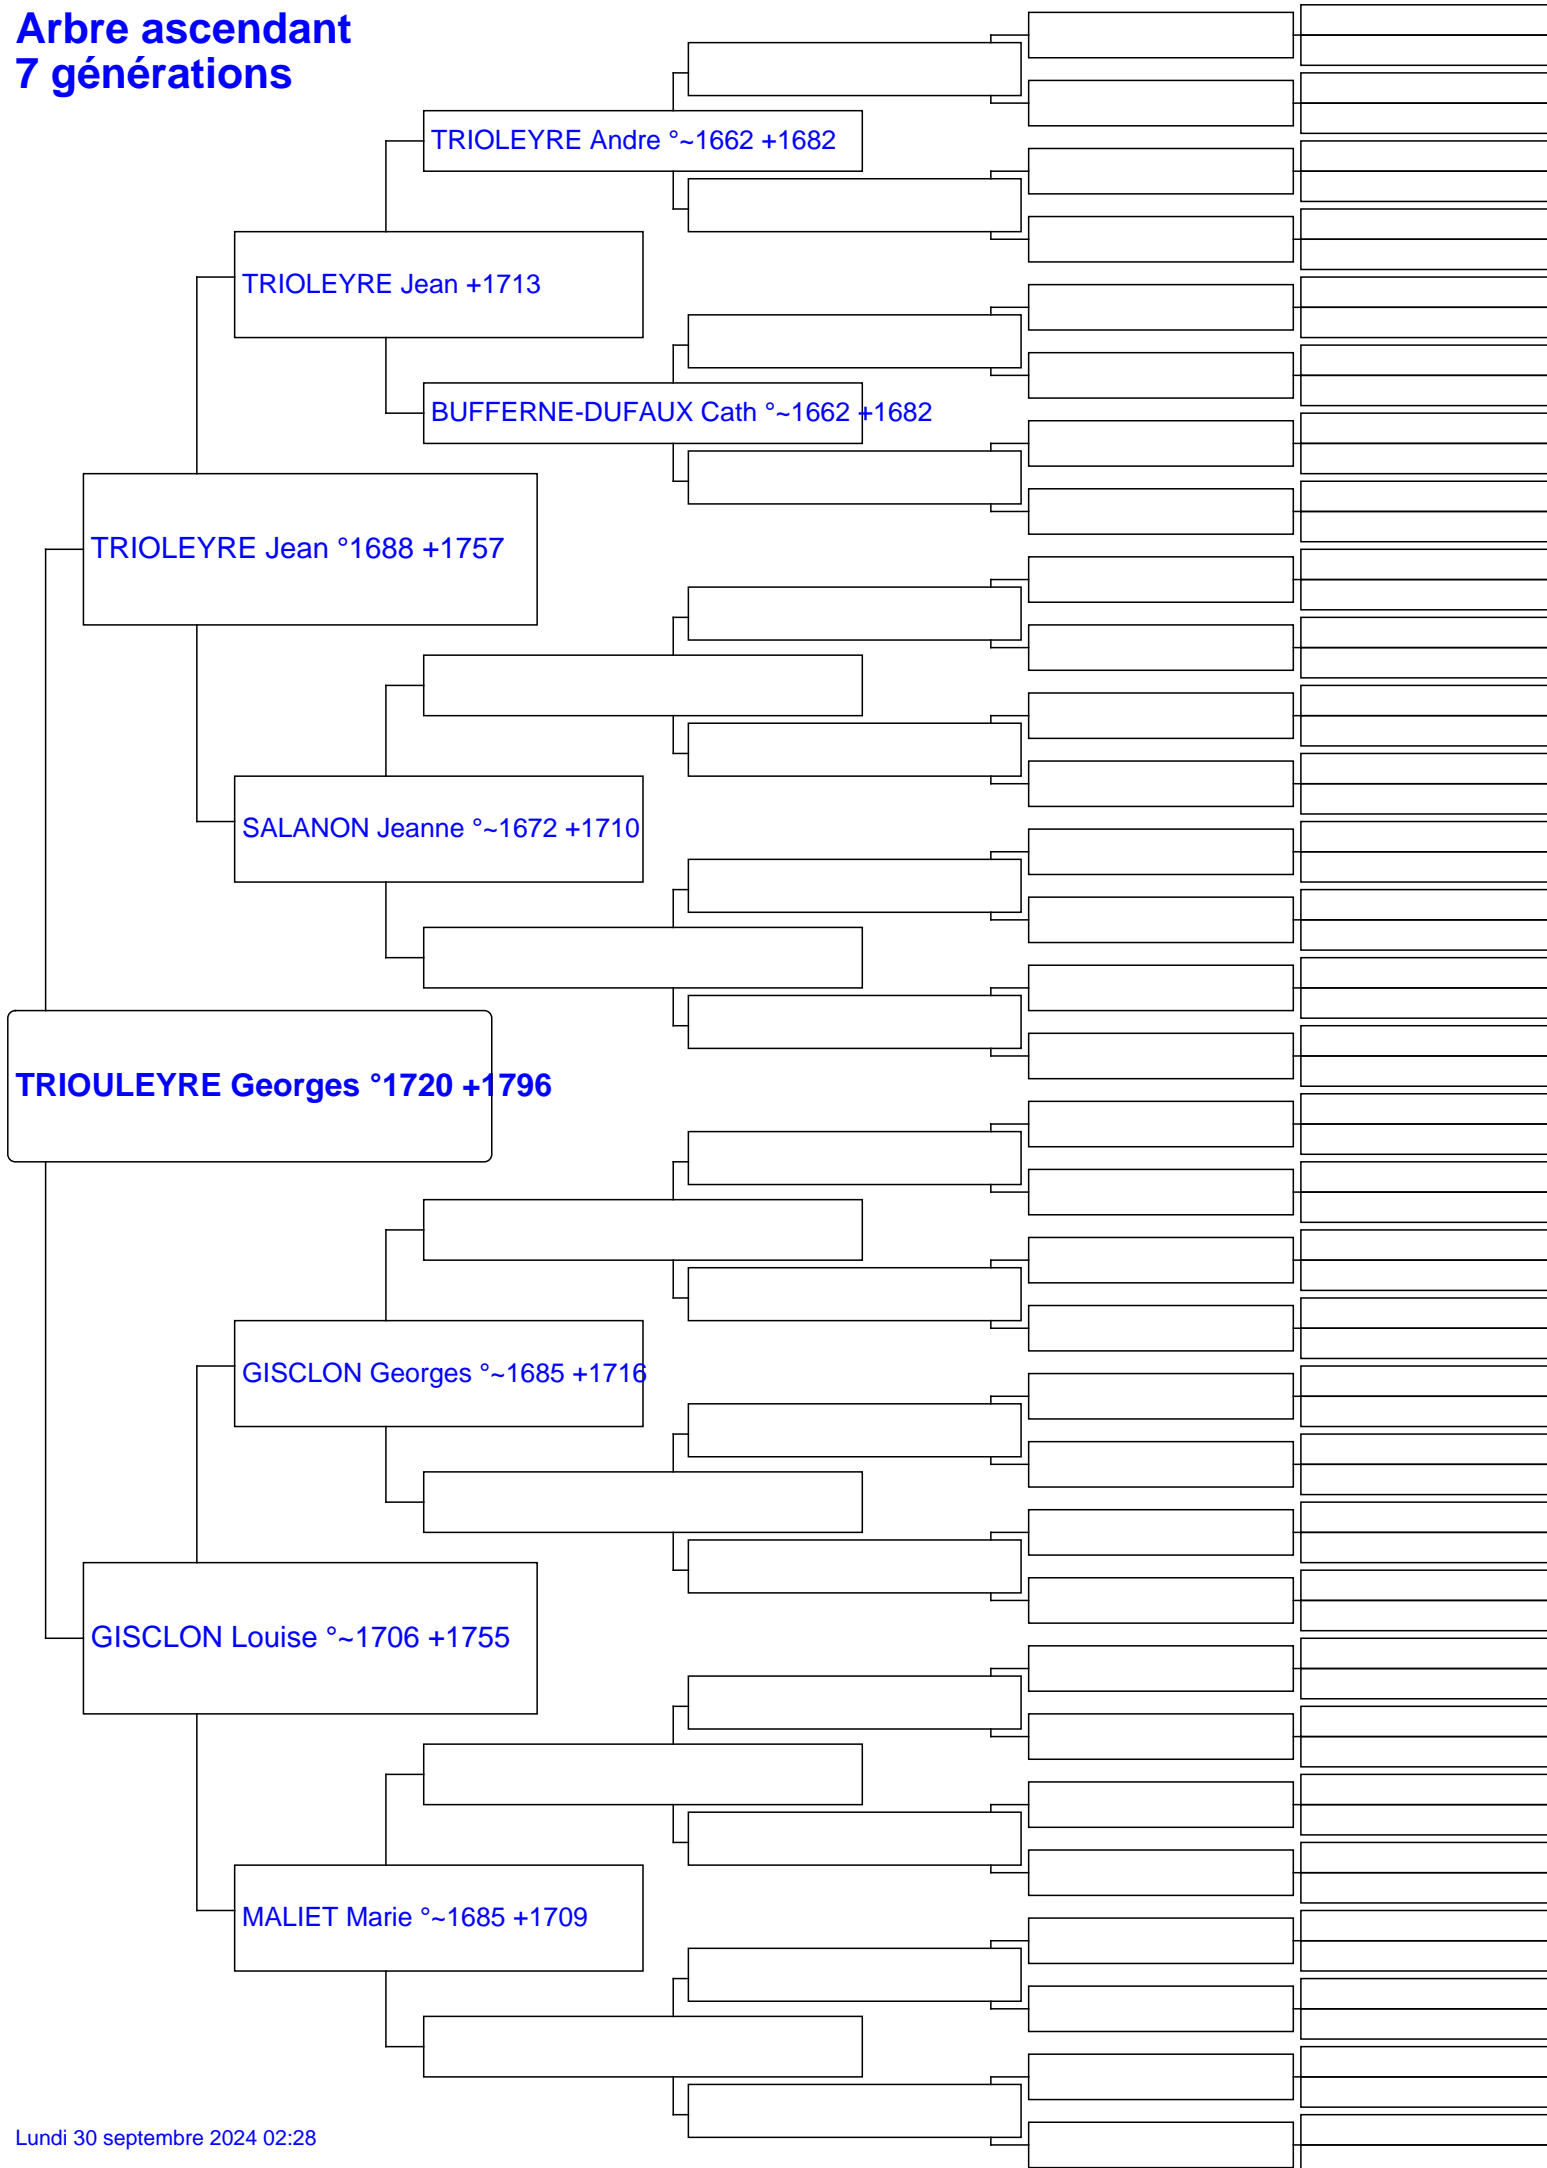 Arbre ascendant
7 générations
TRIOLEYRE Andre °~1662 +1682
TRIOLEYRE Jean +1713
BUFFERNE-DUFAUX Cath °~1662 +1682
TRIOLEYRE Jean °1688 +1757
SALANON Jeanne °~1672 +1710
TRIOULEYRE Georges °1720 +1796
GISCLON Georges °~1685 +1716
GISCLON Louise °~1706 +1755
MALIET Marie °~1685 +1709
Lundi 30 septembre 2024 02:28